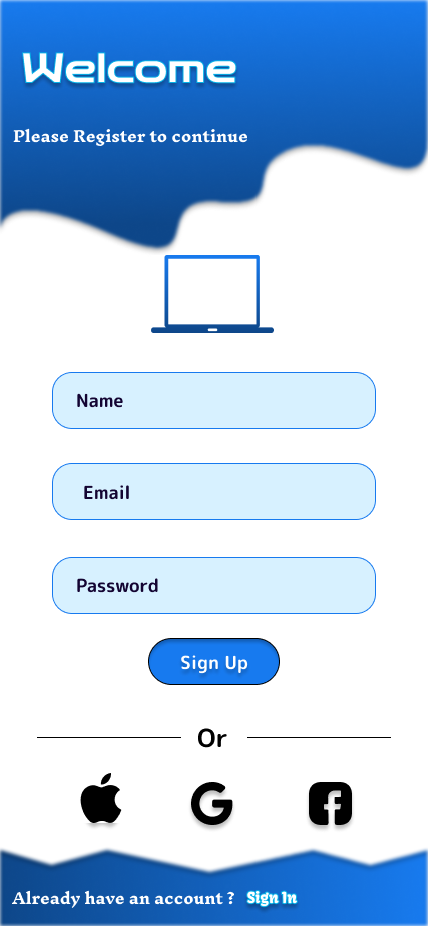 Welcome
Please Register to continue
Name
Email
Password
Sign Up
Or
Already have an account ? Sign In